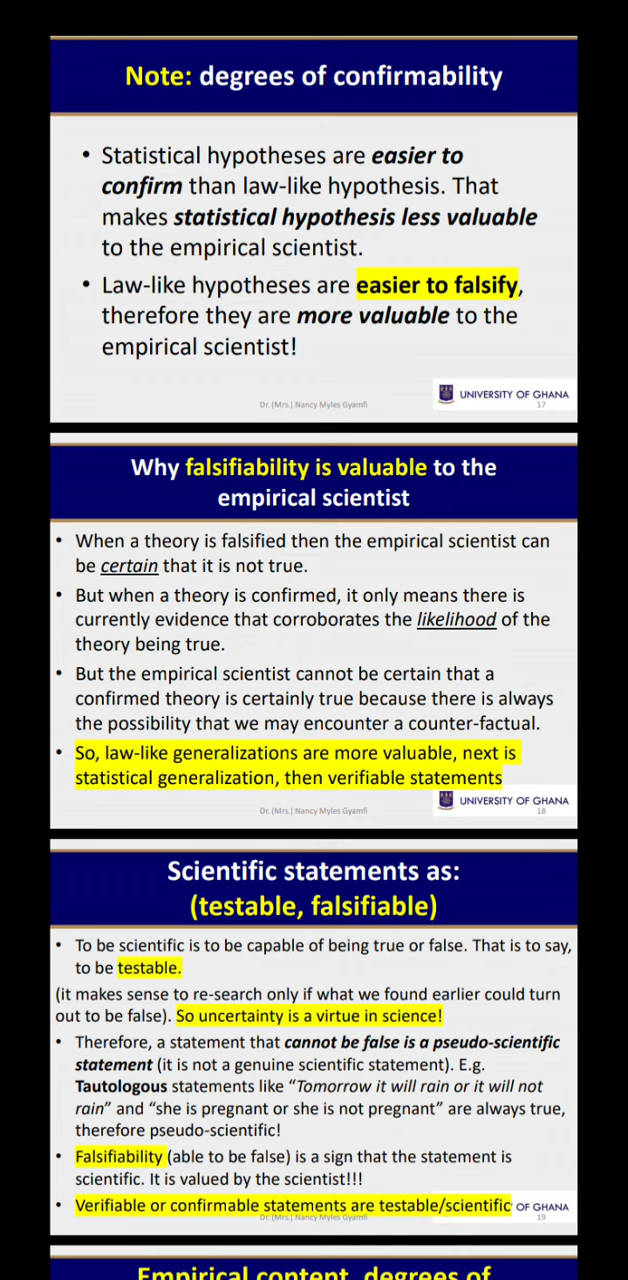 Note: degrees of confirmability
• Statistical hypotheses are easier to
confirm than law-like hypothesis. That
makes statistical hypothesis less valuable
to the empirical scientist.
• Law-like hypotheses are easier to falsify,
therefore they are more valuable to the
empirical scientist!
UNIVERSITY OF GHANA
Dr. (Mrs.) Nancy Myles Gyamfi
17
Why falsifiability is valuable to the
empirical scientist
• When a theory is falsified then the empirical scientist can
be certain that it is not true.
• But when a theory is confirmed, it only means there is
currently evidence that corroborates the likelihood of the
theory being true.
• But the empirical scientist cannot be certain that a
confirmed theory is certainly true because there is always
the possibility that we may encounter a counter-factual.
• So, law-like generalizations are more valuable, next is
statistical generalization, then verifiable statements
UNIVERSITY OF GHANA
Dr. (Mrs.) Nancy Myles Gyamfi
18
Scientific statements as:
(testable, falsifiable)
• To be scientific is to be capable of being true or false. That is to say,
to be testable.
(it makes sense to re-search only if what we found earlier could turn
out to be false). So uncertainty is a virtue in science!
• Therefore, a statement that cannot be false is a pseudo-scientific
statement (it is not a genuine scientific statement). E.g.
Tautologous statements like “Tomorrow it will rain or it will not
rain” and “she is pregnant or she is not pregnant” are always true,
therefore pseudo-scientific!
• Falsifiability (able to be false) is a sign that the statement is
scientific. It is valued by the scientist!!!
• Verifiable or confirmable statements are testable/scientific
OF GHANA
Dr. (Mrs.) Nancy Myles Gyamfi
19
Empirical content, degrees of